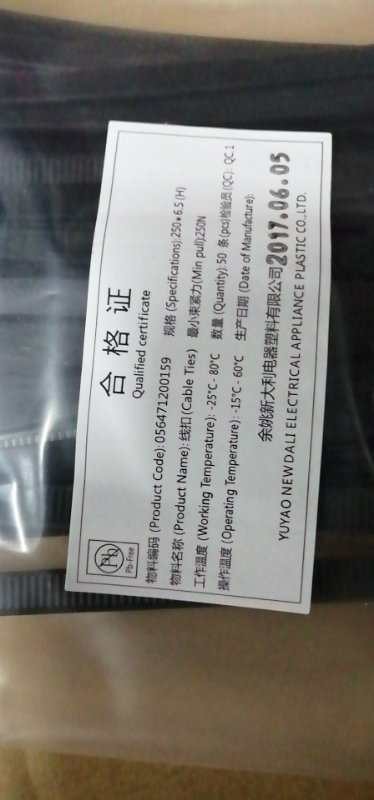 合格证
Qualified certificate
Pb
Pb-Free
物料编码 (Product Code): 056471200159 规格 (Specifications):250*6.5 (H)
物料名称 (Product Name): 线扣 (Cable Ties) 最小束紧力(Min pull):250N
工作温度 (Working Temperature): -25℃ - 80℃ 数量 (Quantity): 50 条(pcs)检验员(QC): QC 1
操作温度 (Operating Temperature): -15℃ - 60℃ 生产日期 (Date of Manufacture):
余姚新大利电器塑料有限公司 2017.06.05
YUYAO NEW DALI ELECTRICAL APPLIANCE PLASTIC CO.,LTD.